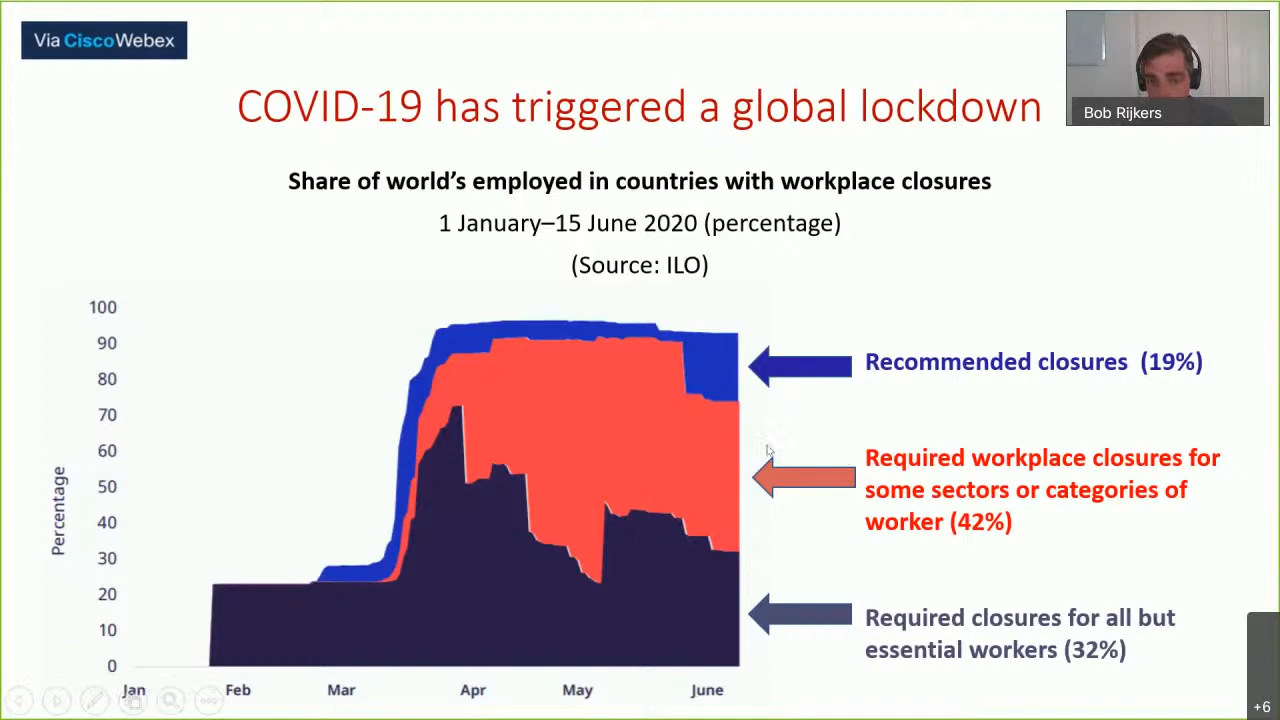 Via CiscoWebex
Bob Rijkers
COVID-19 has triggered a global lockdown
Share of world's employed in countries with workplace closures
1 January–15 June 2020 (percentage)
(Source: ILO)
Percentage
100
90
80
70
60
50
40
30
20
10
0
Jan Feb Mar Apr May June
Recommended closures (19%)
Required workplace closures for
some sectors or categories of
worker (42%)
Required closures for all but
essential workers (32%)
+6